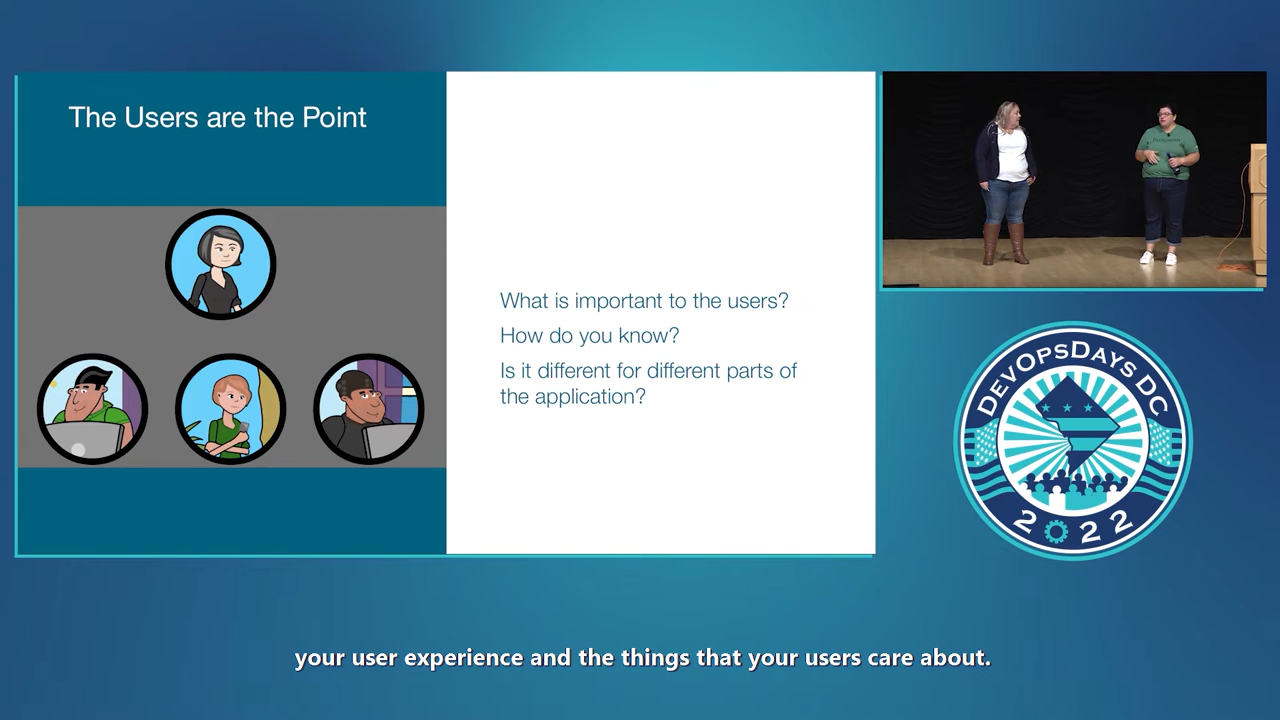 The Users are the Point
What is important to the users?
How do you know?
Is it different for different parts of
the application?
DEVOPSDAYS DC
2022
your user experience and the things that your users care about.